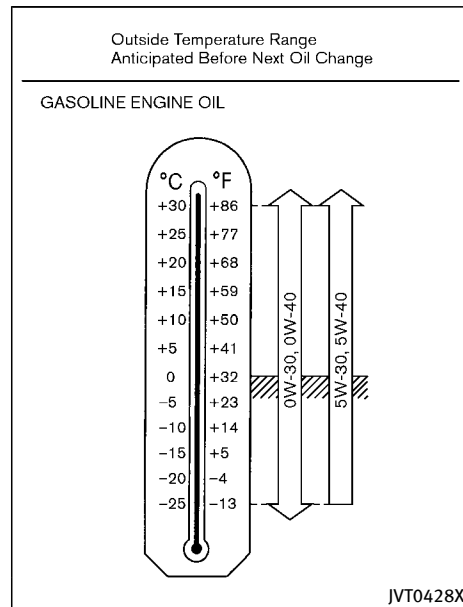 Outside Temperature Range
Anticipated Before Next Oil Change
GASOLINE ENGINE OIL
°C °F
+30 +86
+25 +77
+20 +68
+15 +59
+10 +50
+5 +41
0 +32
−5 +23
−10 +14
−15 +5
−20 −4
−25 −13
0W-30, 0W-40
5W-30, 5W-40
JVT0428X